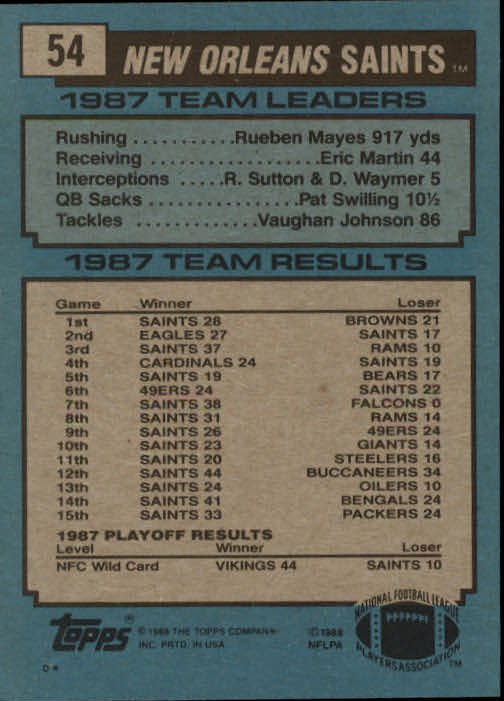 54
NEW ORLEANS SAINTS ™
1987 TEAM LEADERS
Rushing ........... Rueben Mayes 917 yds
Receiving .................. Eric Martin 44
Interceptions ..... R. Sutton & D. Waymer 5
QB Sacks ................ Pat Swilling 10½
Tackles ............. Vaughan Johnson 86
1987 TEAM RESULTS
Game Winner Loser
1st SAINTS 28 BROWNS 21
2nd EAGLES 27 SAINTS 17
3rd SAINTS 37 RAMS 10
4th CARDINALS 24 SAINTS 19
5th SAINTS 19 BEARS 17
6th 49ERS 24 SAINTS 22
7th SAINTS 38 FALCONS 0
8th SAINTS 31 RAMS 14
9th SAINTS 26 49ERS 24
10th SAINTS 23 GIANTS 14
11th SAINTS 20 STEELERS 16
12th SAINTS 44 BUCCANEERS 34
13th SAINTS 24 OILERS 10
14th SAINTS 41 BENGALS 24
15th SAINTS 33 PACKERS 24
1987 PLAYOFF RESULTS
Level Winner Loser
NFC Wild Card VIKINGS 44 SAINTS 10
Topps®
© 1988 THE TOPPS COMPANY
INC. PRTD. IN USA
© 1988
NFLPA
NATIONAL FOOTBALL LEAGUE
PLAYERS ASSOCIATION ™
D*